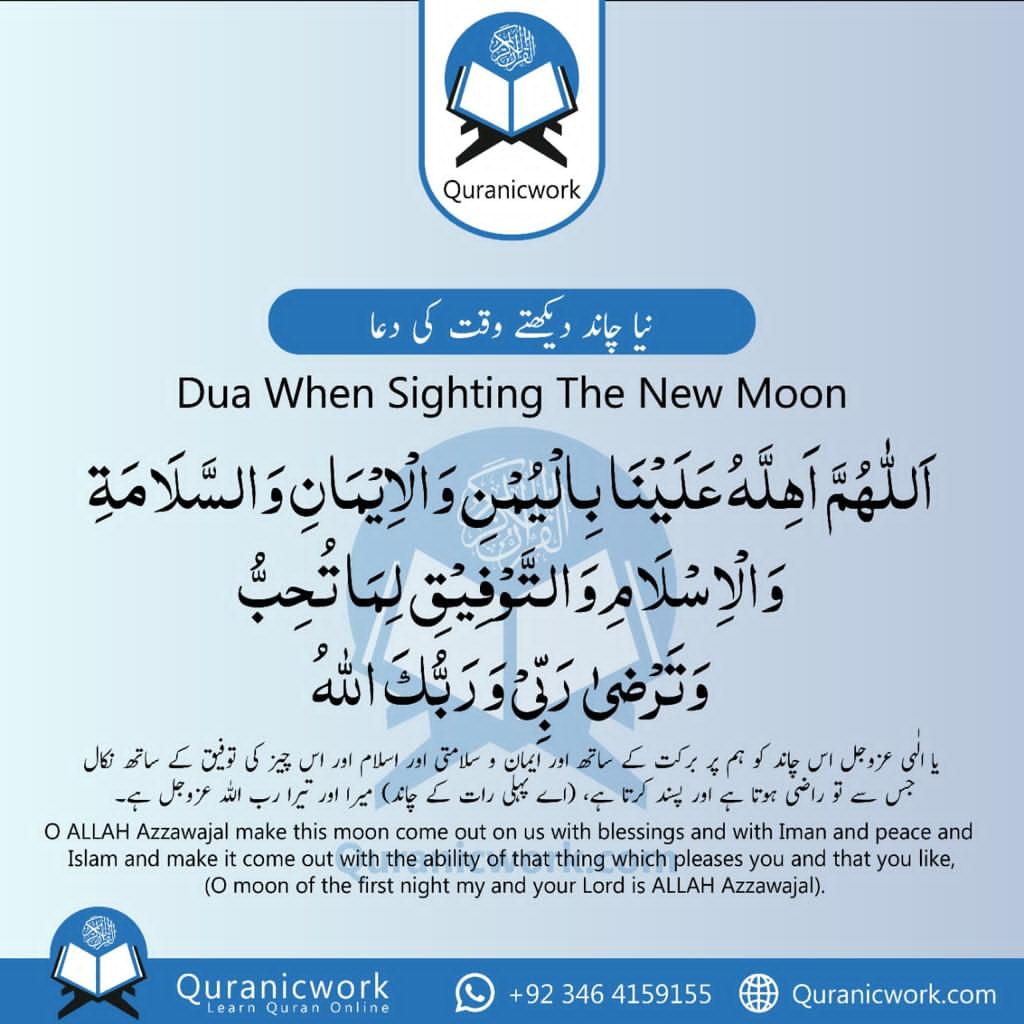 Quranicwork
نیا چاند دیکھتے وقت کی دعا
Dua When Sighting The New Moon
اَللّٰهُمَّ اَهِلَّهُ عَلَيْنَا بِالْيُمْنِ وَالْاِيْمَانِ وَالسَّلَامَةِ
وَالْاِسْلَامِ وَالتَّوْفِيْقِ لِمَا تُحِبُّ
وَتَرْضٰى رَبِّىْ وَرَبُّكَ اللهُ
یا الٰہی عزوجل اس چاند کو ہم پر برکت کے ساتھ اور ایمان و سلامتی اور اسلام اور اس چیز کی توفیق کے ساتھ نکال
جس سے تو راضی ہوتا ہے اور پسند کرتا ہے، (اے پہلی رات کے چاند) میرا اور تیرا رب اللہ عزوجل ہے۔
O ALLAH Azzawajal make this moon come out on us with blessings and with Iman and peace and
Islam and make it come out with the ability of that thing which pleases you and that you like,
(O moon of the first night my and your Lord is ALLAH Azzawajal).
Quranicwork.com
Quranicwork
Learn Quran Online
+92 346 4159155
Quranicwork.com